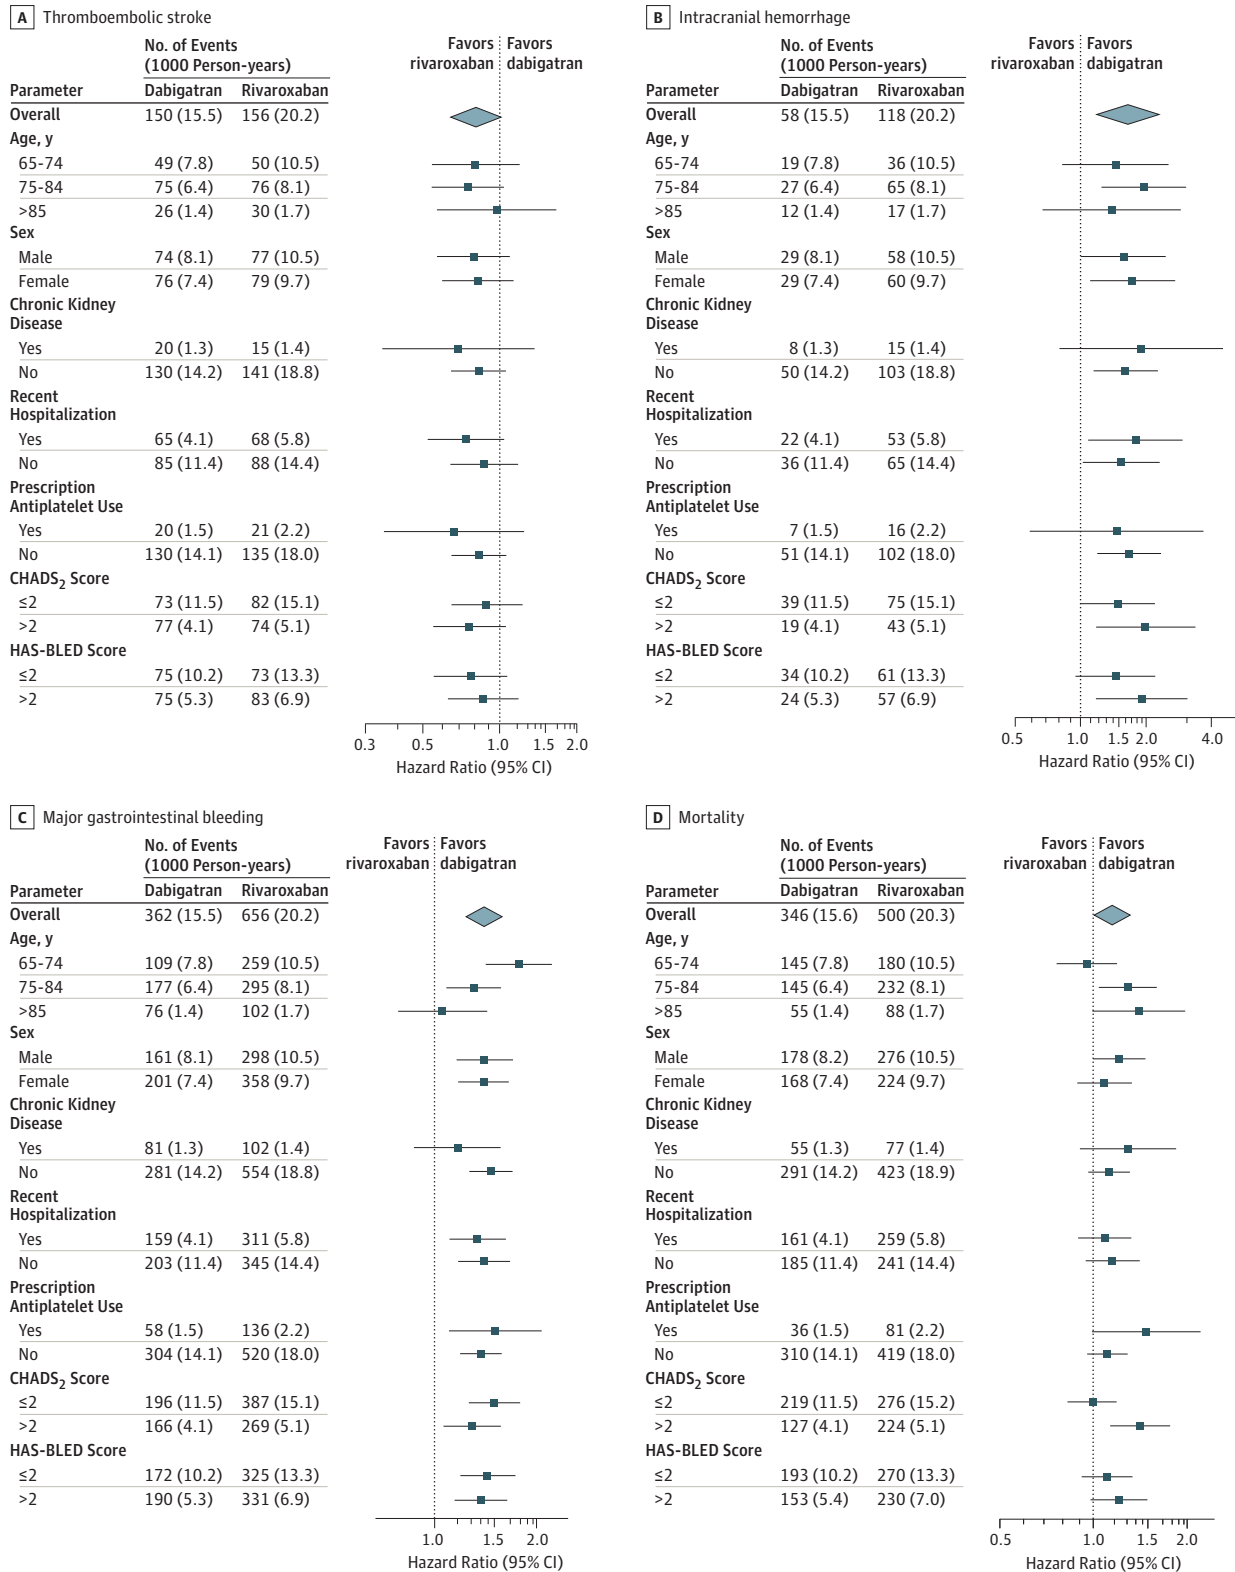 A Thromboembolic stroke
No. of Events
(1000 Person-years)
Favors
rivaroxaban
Favors
dabigatran
Parameter Dabigatran Rivaroxaban
Overall 150 (15.5) 156 (20.2)
Age, y
65-74 49 (7.8) 50 (10.5)
75-84 75 (6.4) 76 (8.1)
>85 26 (1.4) 30 (1.7)
Sex
Male 74 (8.1) 77 (10.5)
Female 76 (7.4) 79 (9.7)
Chronic Kidney
Disease
Yes 20 (1.3) 15 (1.4)
No 130 (14.2) 141 (18.8)
Recent
Hospitalization
Yes 65 (4.1) 68 (5.8)
No 85 (11.4) 88 (14.4)
Prescription
Antiplatelet Use
Yes 20 (1.5) 21 (2.2)
No 130 (14.1) 135 (18.0)
CHADS2 Score
≤2 73 (11.5) 82 (15.1)
>2 77 (4.1) 74 (5.1)
HAS-BLED Score
≤2 75 (10.2) 73 (13.3)
>2 75 (5.3) 83 (6.9)
0.3 0.5 1.0 1.5 2.0
Hazard Ratio (95% CI)
B Intracranial hemorrhage
No. of Events
(1000 Person-years)
Favors
rivaroxaban
Favors
dabigatran
Parameter Dabigatran Rivaroxaban
Overall 58 (15.5) 118 (20.2)
Age, y
65-74 19 (7.8) 36 (10.5)
75-84 27 (6.4) 65 (8.1)
>85 12 (1.4) 17 (1.7)
Sex
Male 29 (8.1) 58 (10.5)
Female 29 (7.4) 60 (9.7)
Chronic Kidney
Disease
Yes 8 (1.3) 15 (1.4)
No 50 (14.2) 103 (18.8)
Recent
Hospitalization
Yes 22 (4.1) 53 (5.8)
No 36 (11.4) 65 (14.4)
Prescription
Antiplatelet Use
Yes 7 (1.5) 16 (2.2)
No 51 (14.1) 102 (18.0)
CHADS2 Score
≤2 39 (11.5) 75 (15.1)
>2 19 (4.1) 43 (5.1)
HAS-BLED Score
≤2 34 (10.2) 61 (13.3)
>2 24 (5.3) 57 (6.9)
0.5 1.0 1.5 2.0 4.0
Hazard Ratio (95% CI)
C Major gastrointestinal bleeding
No. of Events
(1000 Person-years)
Favors
rivaroxaban
Favors
dabigatran
Parameter Dabigatran Rivaroxaban
Overall 362 (15.5) 656 (20.2)
Age, y
65-74 109 (7.8) 259 (10.5)
75-84 177 (6.4) 295 (8.1)
>85 76 (1.4) 102 (1.7)
Sex
Male 161 (8.1) 298 (10.5)
Female 201 (7.4) 358 (9.7)
Chronic Kidney
Disease
Yes 81 (1.3) 102 (1.4)
No 281 (14.2) 554 (18.8)
Recent
Hospitalization
Yes 159 (4.1) 311 (5.8)
No 203 (11.4) 345 (14.4)
Prescription
Antiplatelet Use
Yes 58 (1.5) 136 (2.2)
No 304 (14.1) 520 (18.0)
CHADS2 Score
≤2 196 (11.5) 387 (15.1)
>2 166 (4.1) 269 (5.1)
HAS-BLED Score
≤2 172 (10.2) 325 (13.3)
>2 190 (5.3) 331 (6.9)
1.0 1.5 2.0
Hazard Ratio (95% CI)
D Mortality
No. of Events
(1000 Person-years)
Favors
rivaroxaban
Favors
dabigatran
Parameter Dabigatran Rivaroxaban
Overall 346 (15.6) 500 (20.3)
Age, y
65-74 145 (7.8) 180 (10.5)
75-84 145 (6.4) 232 (8.1)
>85 55 (1.4) 88 (1.7)
Sex
Male 178 (8.2) 276 (10.5)
Female 168 (7.4) 224 (9.7)
Chronic Kidney
Disease
Yes 55 (1.3) 77 (1.4)
No 291 (14.2) 423 (18.9)
Recent
Hospitalization
Yes 161 (4.1) 259 (5.8)
No 185 (11.4) 241 (14.4)
Prescription
Antiplatelet Use
Yes 36 (1.5) 81 (2.2)
No 310 (14.1) 419 (18.0)
CHADS2 Score
≤2 219 (11.5) 276 (15.2)
>2 127 (4.1) 224 (5.1)
HAS-BLED Score
≤2 193 (10.2) 270 (13.3)
>2 153 (5.4) 230 (7.0)
0.5 1.0 1.5 2.0
Hazard Ratio (95% CI)